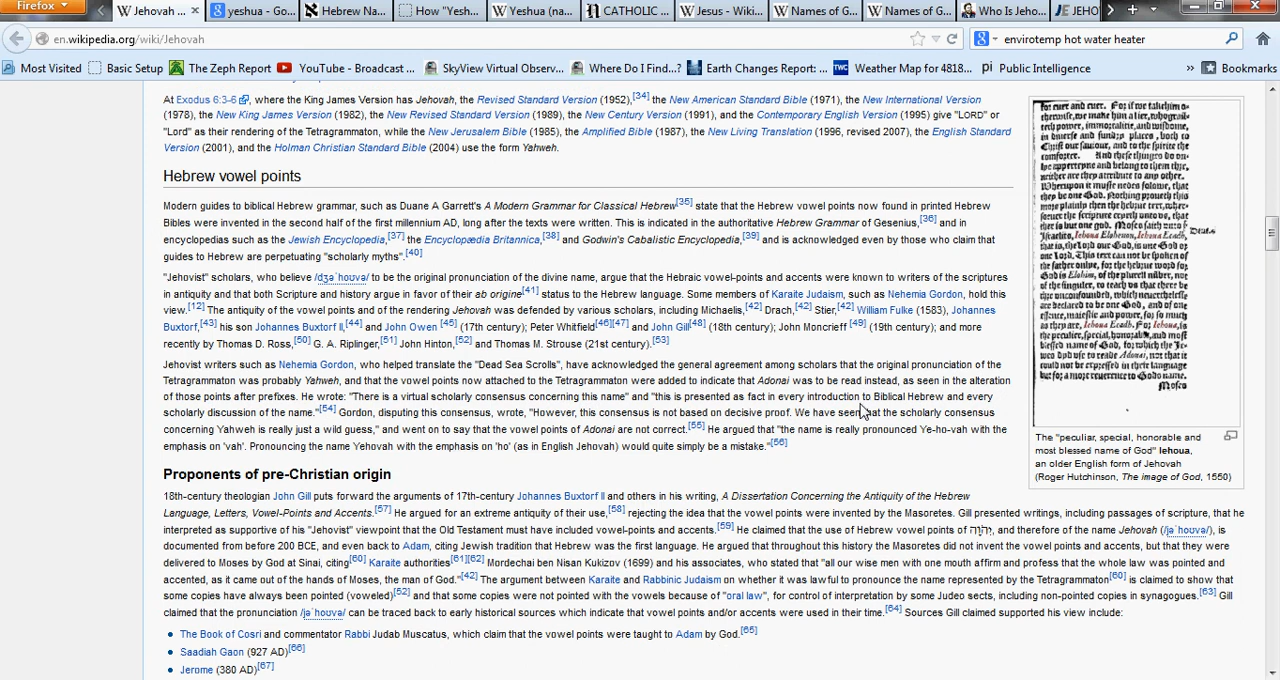 Firefox
Jehovah ...
yeshua - Go...
Hebrew Na...
How "Yesh...
Yeshua (na...
CATHOLIC ...
Jesus - Wiki...
Names of G...
Names of G...
Who Is Jeho...
JEHO
en.wikipedia.org/wiki/Jehovah
envirotemp hot water heater
Most Visited
Basic Setup
The Zeph Report
YouTube - Broadcast ...
SkyView Virtual Observ...
Where Do I Find...?
Earth Changes Report: ...
Weather Map for 4818...
Public Intelligence
Bookmarks
At Exodus 6:3-6, where the King James Version has Jehovah, the Revised Standard Version (1952),[34] the New American Standard Bible (1971), the New International Version
(1978), the New King James Version (1982), the New Revised Standard Version (1989), the New Century Version (1991), and the Contemporary English Version (1995) give "LORD" or
"Lord" as their rendering of the Tetragrammaton, while the New Jerusalem Bible (1985), the Amplified Bible (1987), the New Living Translation (1996, revised 2007), the English Standard
Version (2001), and the Holman Christian Standard Bible (2004) use the form Yahweh.
Hebrew vowel points
Modern guides to biblical Hebrew grammar, such as Duane A Garrett's A Modern Grammar for Classical Hebrew[35] state that the Hebrew vowel points now found in printed Hebrew
Bibles were invented in the second half of the first millennium AD, long after the texts were written. This is indicated in the authoritative Hebrew Grammar of Gesenius,[36] and in
encyclopedias such as the Jewish Encyclopedia,[37] the Encyclopædia Britannica,[38] and Godwin's Cabalistic Encyclopedia,[39] and is acknowledged even by those who claim that
guides to Hebrew are perpetuating "scholarly myths".[40]
"Jehovist" scholars, who believe /dʒəˈhoʊvə/ to be the original pronunciation of the divine name, argue that the Hebraic vowel-points and accents were known to writers of the scriptures
in antiquity and that both Scripture and history argue in favor of their ab origine[41] status to the Hebrew language. Some members of Karaite Judaism, such as Nehemia Gordon, hold this
view.[12] The antiquity of the vowel points and of the rendering Jehovah was defended by various scholars, including Michaelis,[42] Drach,[42] Stier,[42] William Fulke (1583), Johannes
Buxtorf,[43] his son Johannes Buxtorf II,[44] and John Owen [45] (17th century); Peter Whitfield[46][47] and John Gill[48] (18th century); John Moncrieff [49] (19th century); and more
recently by Thomas D. Ross,[50] G. A. Riplinger,[51] John Hinton,[52] and Thomas M. Strouse (21st century).[53]
Jehovist writers such as Nehemia Gordon, who helped translate the "Dead Sea Scrolls", have acknowledged the general agreement among scholars that the original pronunciation of the
Tetragrammaton was probably Yahweh, and that the vowel points now attached to the Tetragrammaton were added to indicate that Adonai was to be read instead, as seen in the alteration
of those points after prefixes. He wrote: "There is a virtual scholarly consensus concerning this name" and "this is presented as fact in every introduction to Biblical Hebrew and every
scholarly discussion of the name."[54] Gordon, disputing this consensus, wrote, "However, this consensus is not based on decisive proof. We have seen that the scholarly consensus
concerning Yahweh is really just a wild guess," and went on to say that the vowel points of Adonai are not correct.[55] He argued that "the name is really pronounced Ye-ho-vah with the
emphasis on 'vah'. Pronouncing the name Yehovah with the emphasis on 'ho' (as in English Jehovah) would quite simply be a mistake."[56]
The "peculiar, special, honorable and
most blessed name of God" Iehoua,
an older English form of Jehovah
(Roger Hutchinson, The image of God, 1550)
Proponents of pre-Christian origin
18th-century theologian John Gill puts forward the arguments of 17th-century Johannes Buxtorf II and others in his writing, A Dissertation Concerning the Antiquity of the Hebrew
Language, Letters, Vowel-Points and Accents.[57] He argued for an extreme antiquity of their use,[58] rejecting the idea that the vowel points were invented by the Masoretes. Gill presented writings, including passages of scripture, that he
interpreted as supportive of his "Jehovist" viewpoint that the Old Testament must have included vowel-points and accents.[59] He claimed that the use of Hebrew vowel points of יְהֹוָה, and therefore of the name Jehovah (/jəˈhoʊvə/), is
documented from before 200 BCE, and even back to Adam, citing Jewish tradition that Hebrew was the first language. He argued that throughout this history the Masoretes did not invent the vowel points and accents, but that they were
delivered to Moses by God at Sinai, citing[60] Karaite authorities[61][62] Mordechai ben Nisan Kukizov (1699) and his associates, who stated that "all our wise men with one mouth affirm and profess that the whole law was pointed and
accented, as it came out of the hands of Moses, the man of God."[42] The argument between Karaite and Rabbinic Judaism on whether it was lawful to pronounce the name represented by the Tetragrammaton[60] is claimed to show that
some copies have always been pointed (voweled)[52] and that some copies were not pointed with the vowels because of "oral law", for control of interpretation by some Judeo sects, including non-pointed copies in synagogues.[63] Gill
claimed that the pronunciation /jəˈhoʊvə/ can be traced back to early historical sources which indicate that vowel points and/or accents were used in their time.[64] Sources Gill claimed supported his view include:
The Book of Cosri and commentator Rabbi Judab Muscatus, which claim that the vowel points were taught to Adam by God.[65]
Saadiah Gaon (927 AD)[66]
Jerome (380 AD)[67]